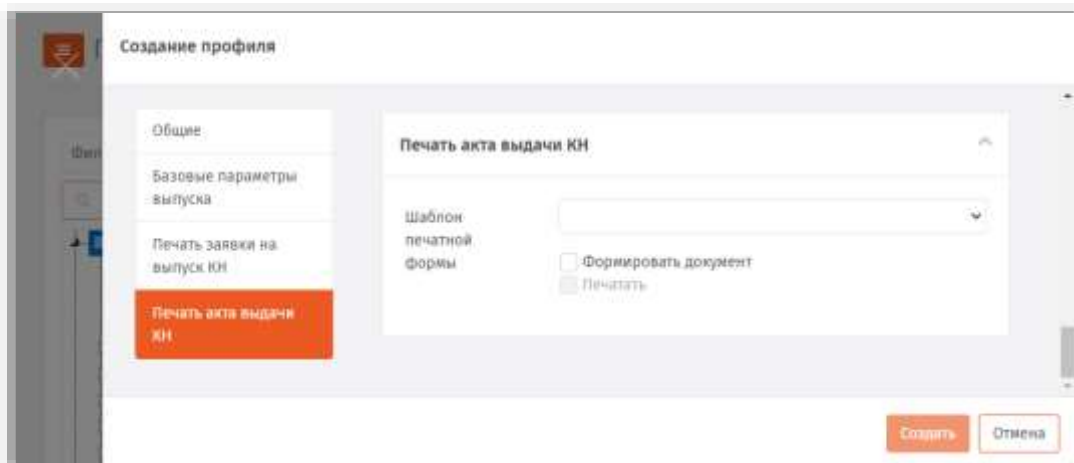 Создание профиля
Общие
Базовые параметры
выпуска
Печать заявки на
выпуск КН
Печать акта выдачи
КН
Печать акта выдачи КН
Шаблон
печатной
формы
Формировать документ
Печатать
Создать
Отмена